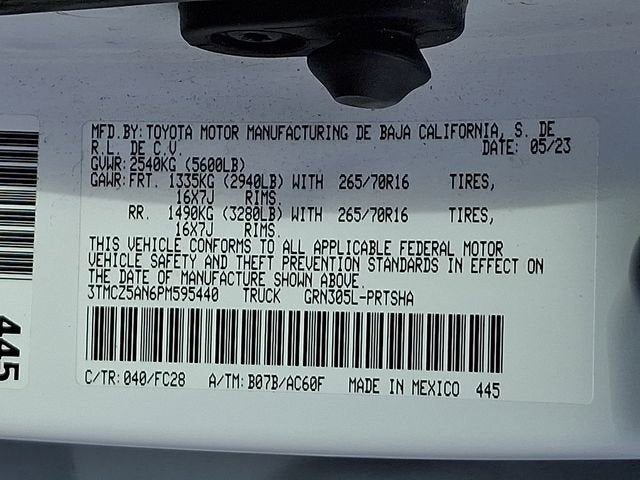 MFD.BY:TOYOTA MOTOR MANUFACTURING DE BAJA CALIFORNIA, S. DE
R.L. DE C.V. DATE: 05/23
GVWR:2540KG (5600LB)
GAWR:FRT. 1335KG (2940LB) WITH 265/70R16 TIRES,
16X7J RIMS.
RR. 1490KG (3280LB) WITH 265/70R16 TIRES,
16X7J RIMS.
THIS VEHICLE CONFORMS TO ALL APPLICABLE FEDERAL MOTOR
VEHICLE SAFETY AND THEFT PREVENTION STANDARDS IN EFFECT ON
THE DATE OF MANUFACTURE SHOWN ABOVE.
3TMCZ5AN6PM595440 TRUCK GRN305L-PRTSHA
C/TR:040/FC28 A/TM:B07B/AC60F MADE IN MEXICO 445
445